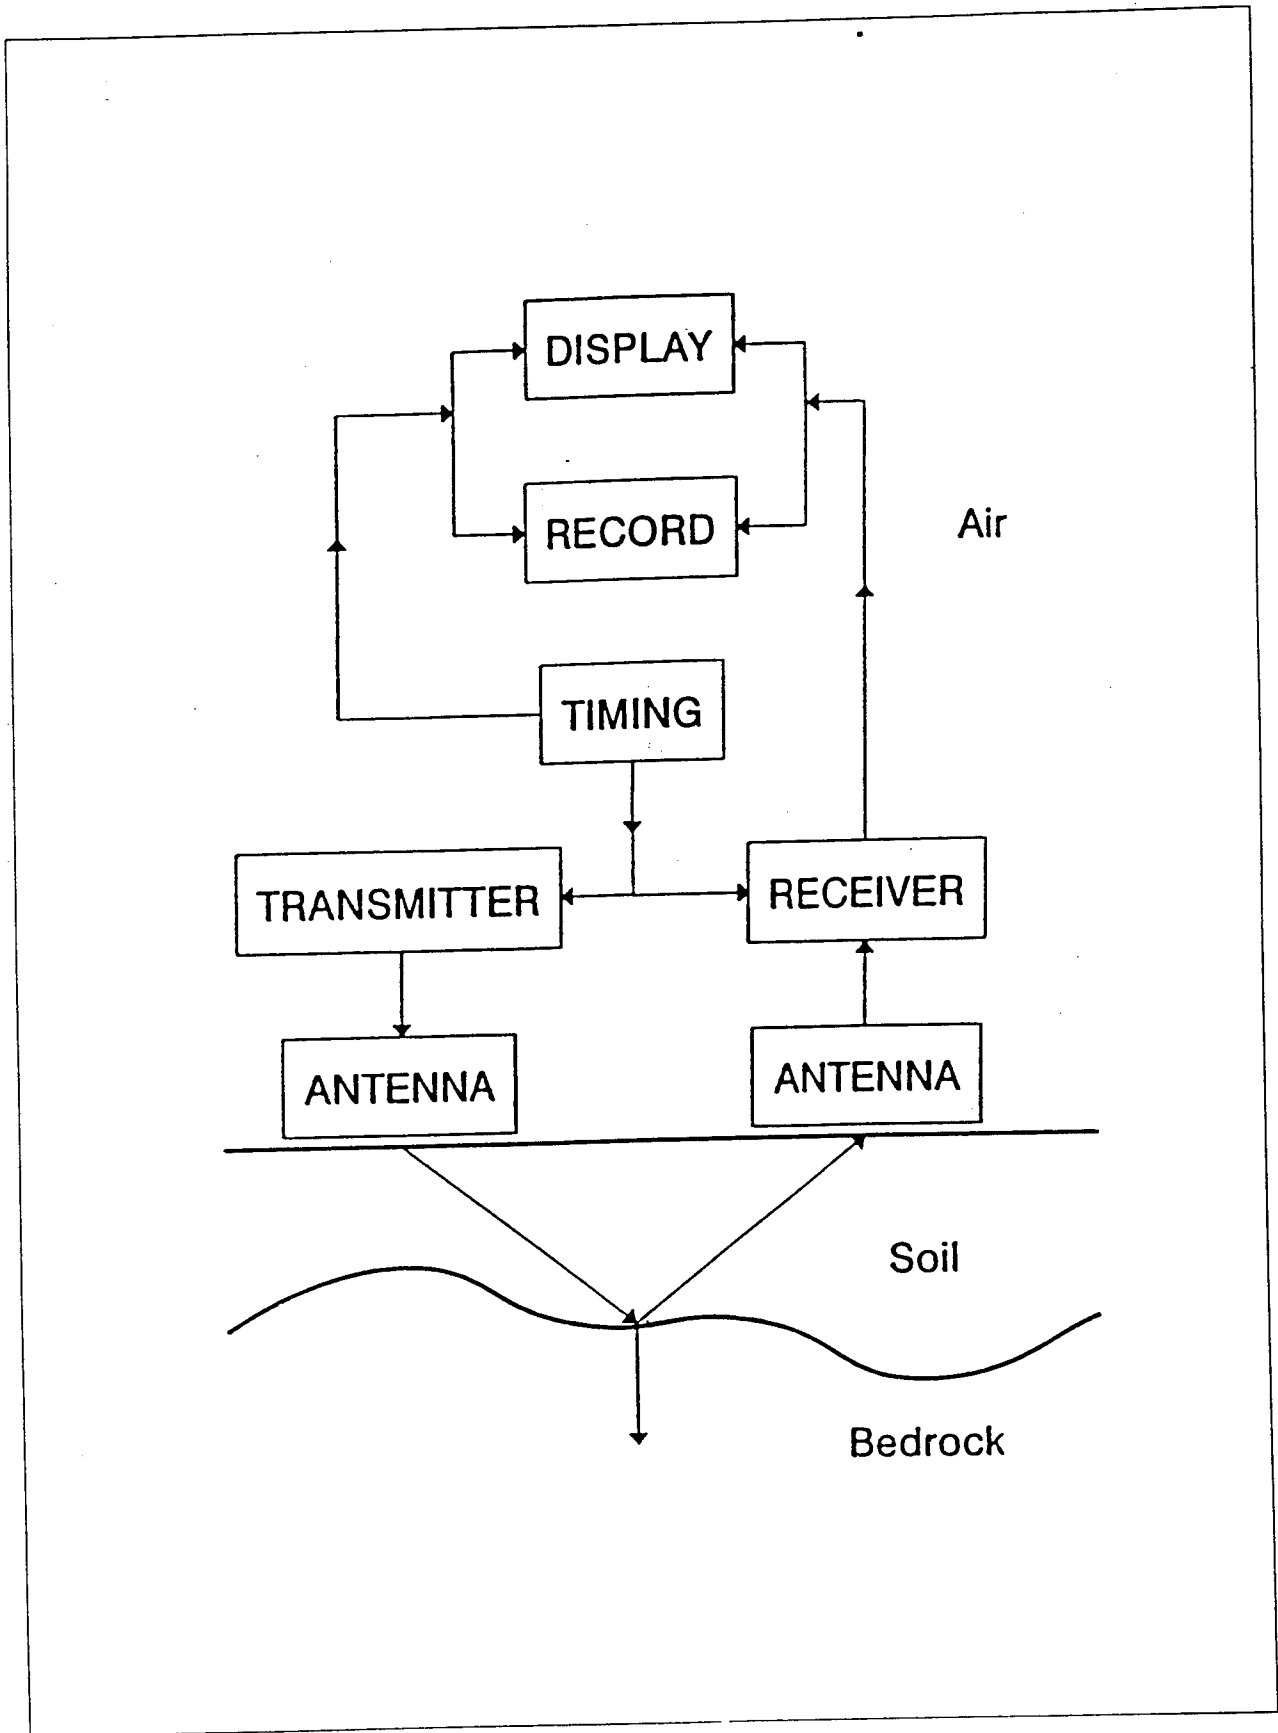 DISPLAY
RECORD
Air
TIMING
TRANSMITTER
RECEIVER
ANTENNA
ANTENNA
Soil
Bedrock